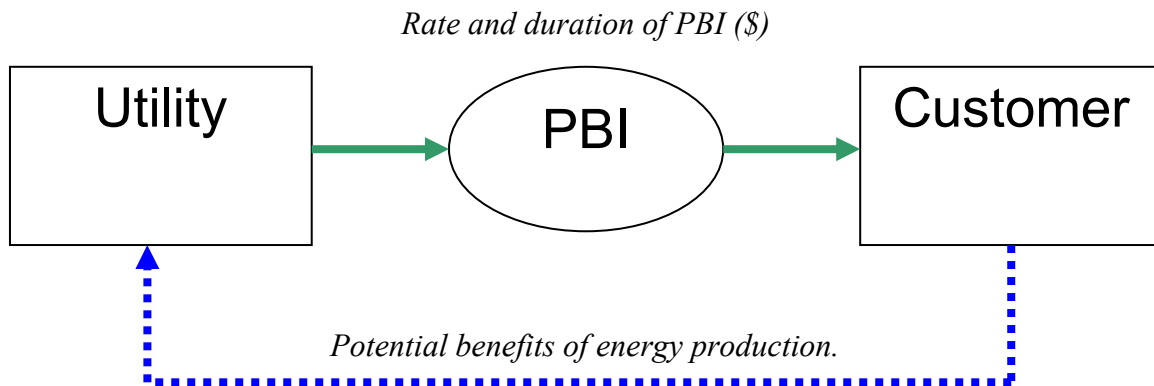 Rate and duration of PBI ($)
Utility
PBI
Customer
Potential benefits of energy production.